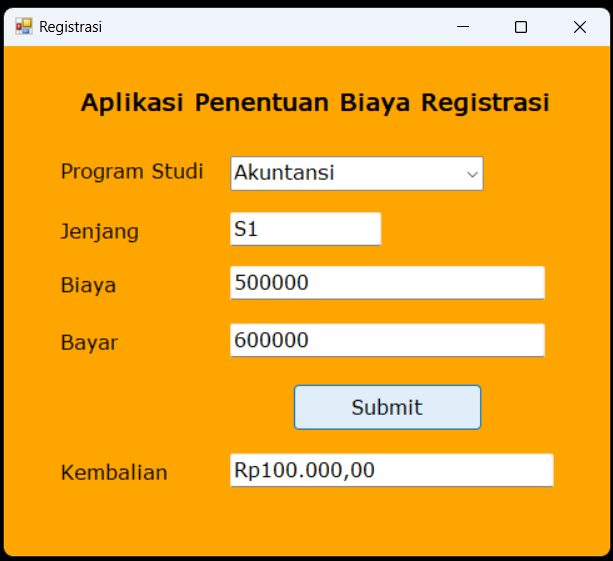 Registrasi
Aplikasi Penentuan Biaya Registrasi
Program Studi Akuntansi
Jenjang S1
Biaya 500000
Bayar 600000
Submit
Kembalian Rp100.000,00